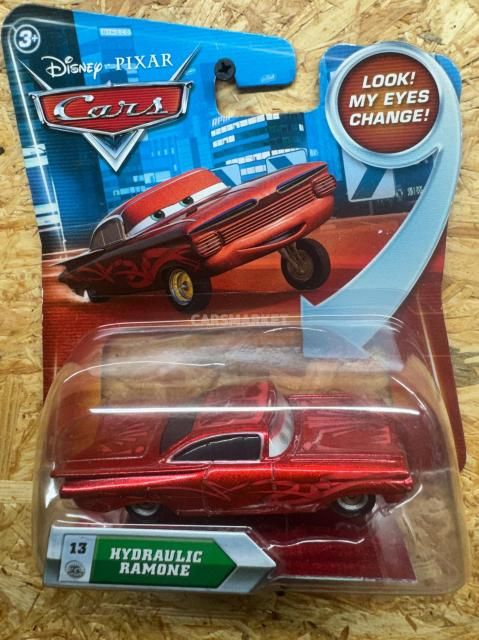 3+
Disney PIXAR
Cars
LOOK!
MY EYES
CHANGE!
CARSMARKET
13
HYDRAULIC
RAMONE